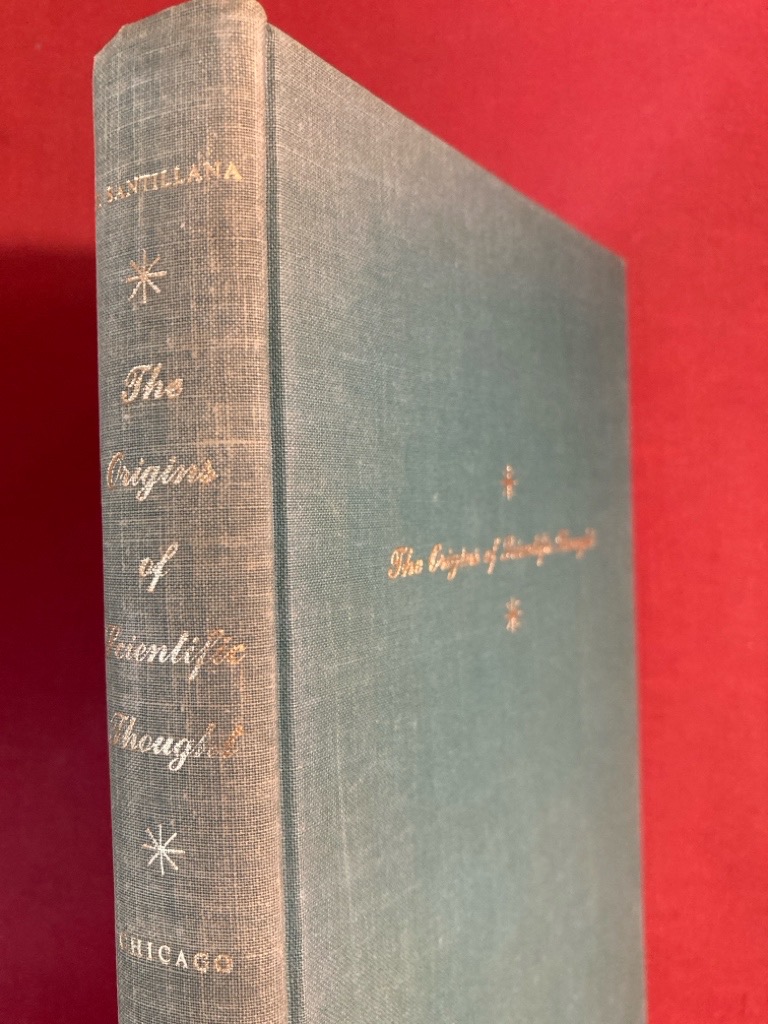 SANTILLANA
The
Origins
of
Scientific
Thought
CHICAGO
The Origins of Scientific Thought